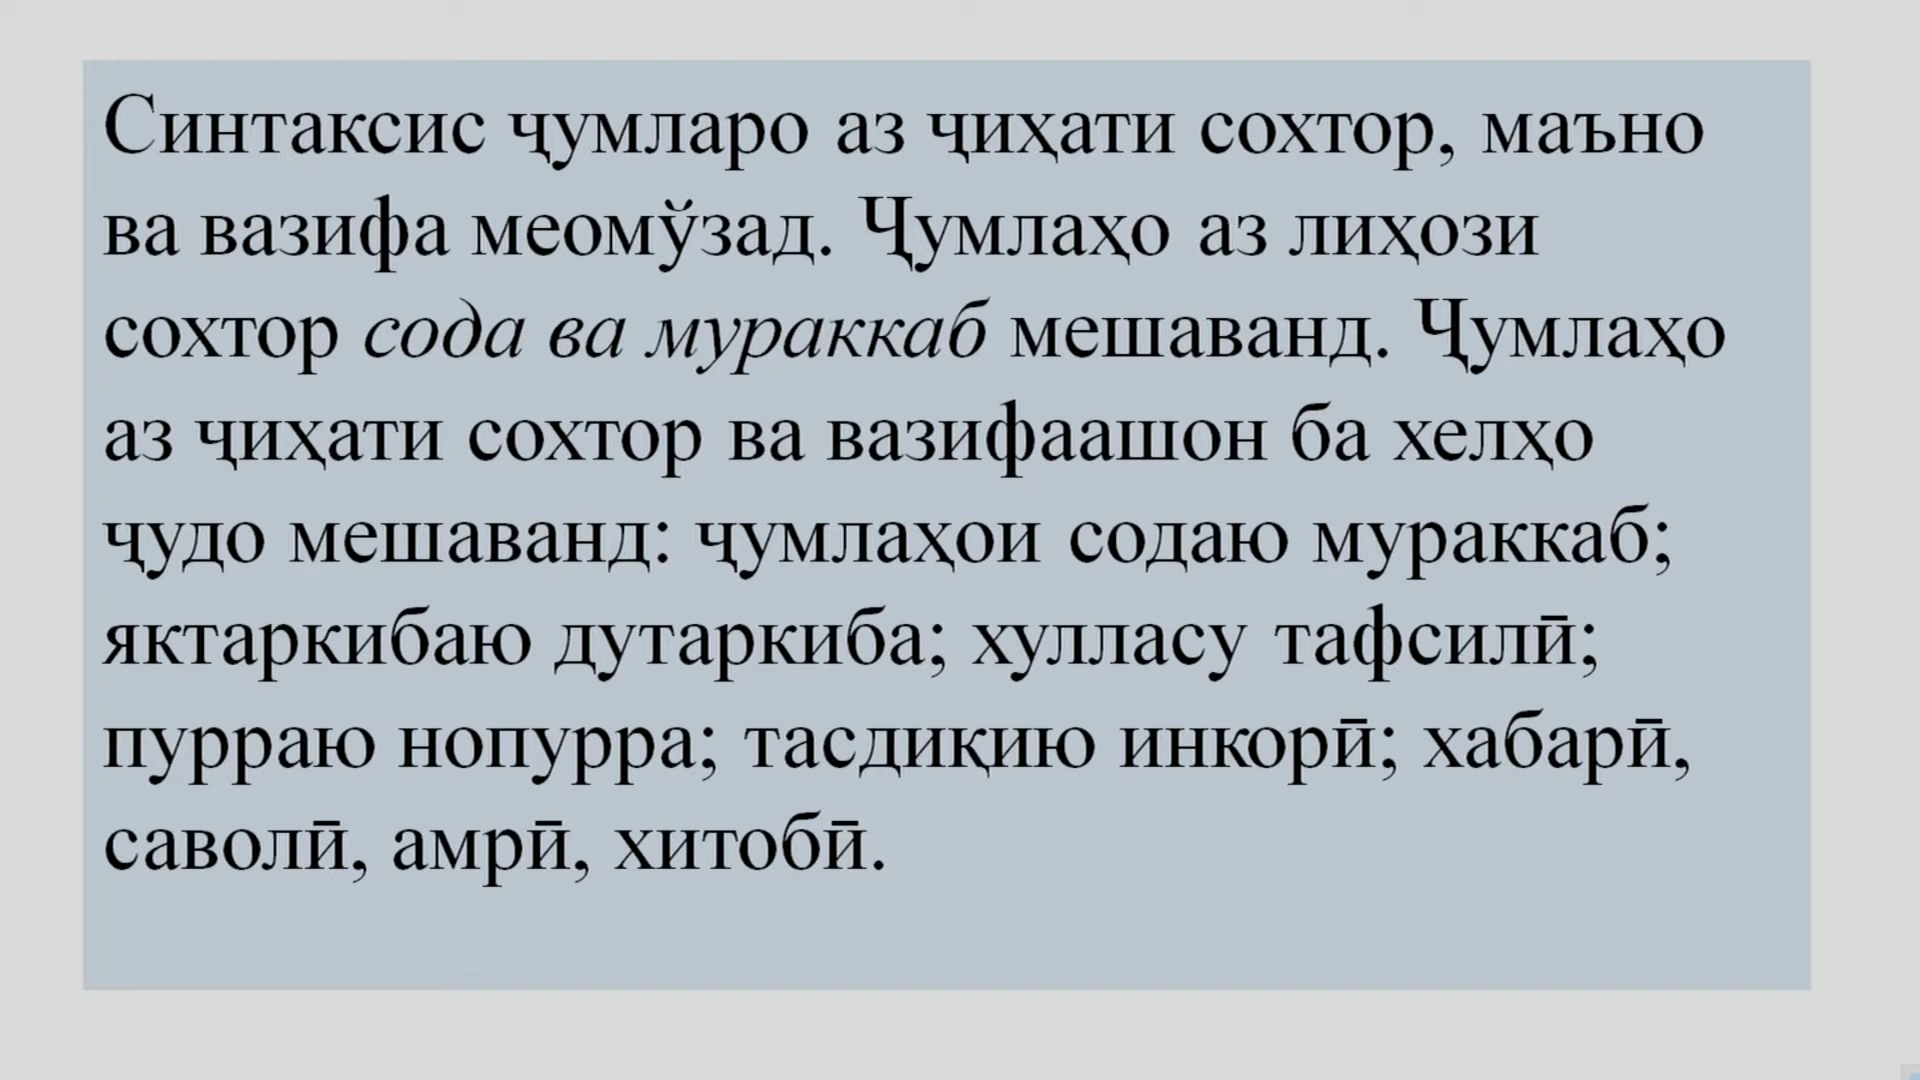 Синтаксис ҷумларо аз ҷиҳати сохтор, маъно
ва вазифа меомӯзад. Ҷумлаҳо аз лиҳози
сохтор сода ва мураккаб мешаванд. Ҷумлаҳо
аз ҷиҳати сохтор ва вазифаашон ба хелҳо
ҷудо мешаванд: ҷумлаҳои содаю мураккаб;
яктаркибаю дутаркиба; хулласу тафсилӣ;
пурраю нопурра; тасдиқию инкорӣ; хабарӣ,
саволӣ, амрӣ, хитобӣ.